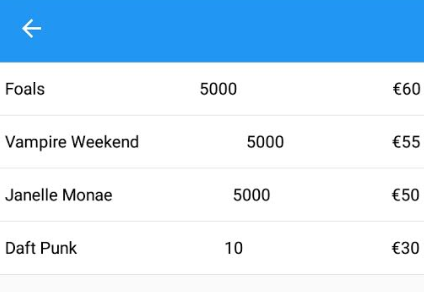 Foals 5000 €60
Vampire Weekend 5000 €55
Janelle Monae 5000 €50
Daft Punk 10 €30